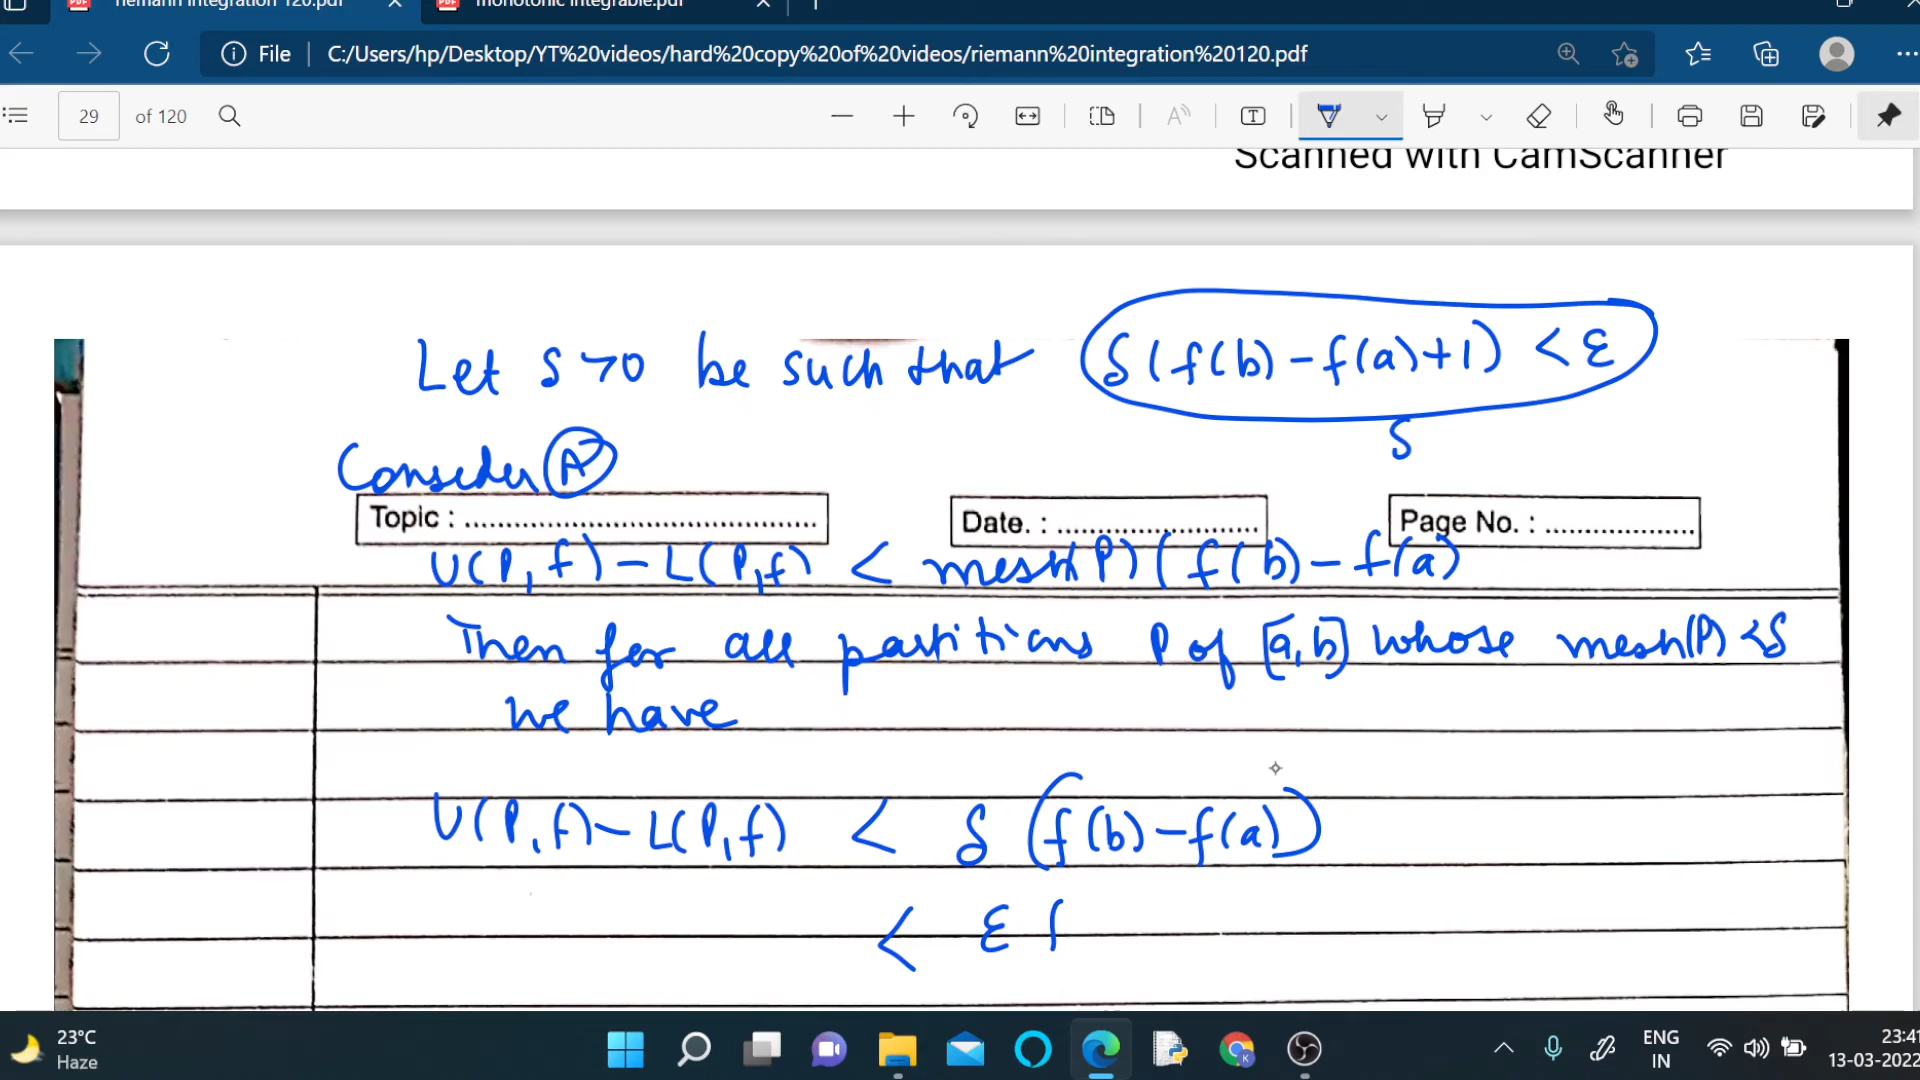 riemann integration 120.pdf
monotonic integrable.pdf
File
C:/Users/hp/Desktop/YT%20videos/hard%20copy%20of%20videos/riemann%20integration%20120.pdf
29 of 120
Scanned with CamScanner
Let δ > 0 be such that δ(f(b) - f(a) + 1) < ε
δ
Consider A
Topic : ..........................................
Date. : ........................
Page No. : ..................
U(P, f) - L(P, f) < mesh(P) (f(b) - f(a)
Then for all partitions P of [a, b] whose mesh(P) < δ
we have
U(P, f) - L(P, f) < δ (f(b) - f(a))
< ε (
23°C
Haze
ENG
IN
23:41
13-03-2022